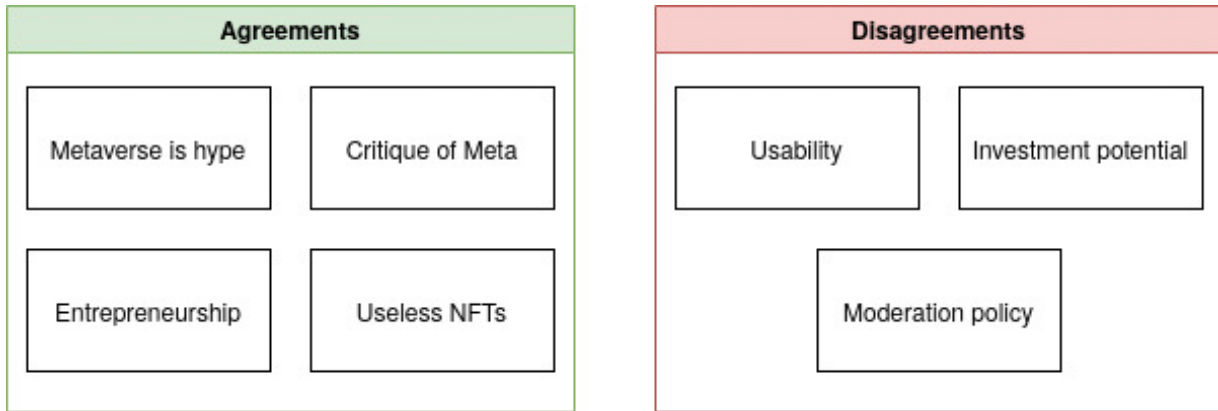 Agreements
Metaverse is hype
Critique of Meta
Entrepreneurship
Useless NFTs
Disagreements
Usability
Investment potential
Moderation policy